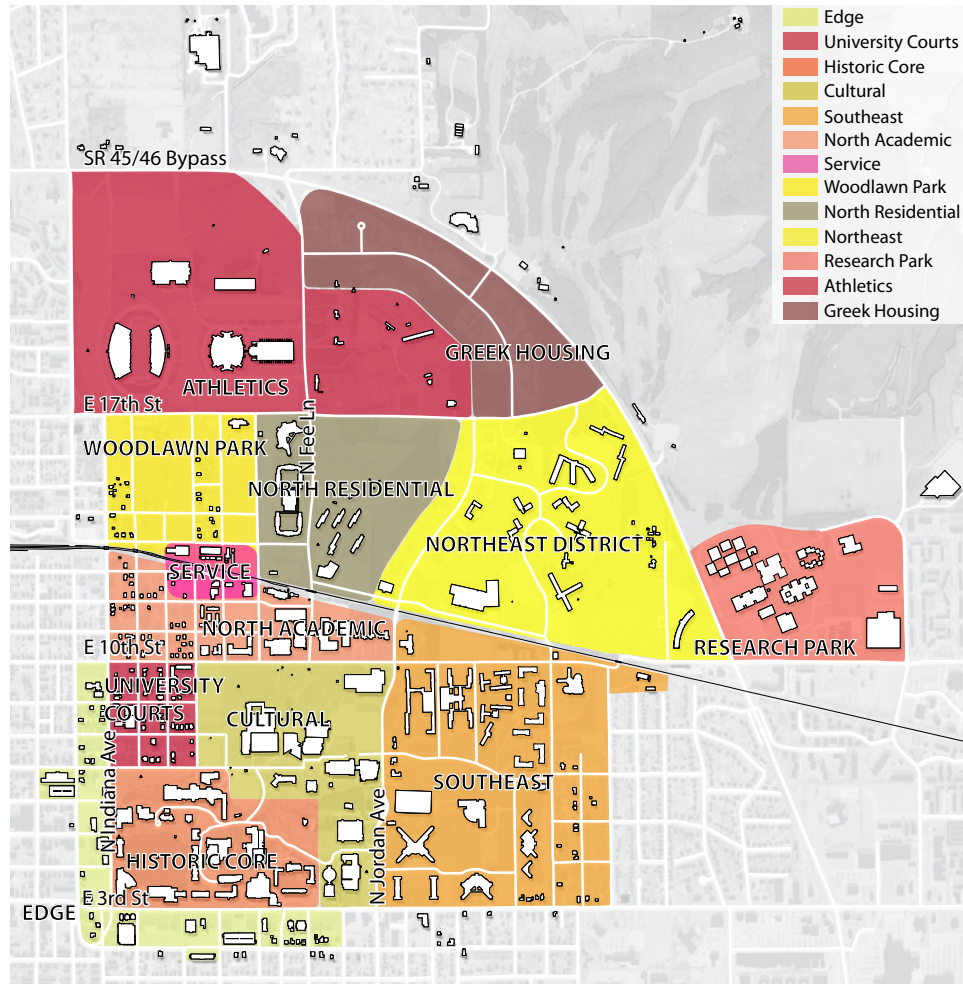 Edge
University Courts
Historic Core
Cultural
Southeast
North Academic
Service
Woodlawn Park
North Residential
Northeast
Research Park
Athletics
Greek Housing
SR 45/46 Bypass
GREEK HOUSING
ATHLETICS
E 17th St
N Fee Ln
WOODLAWN PARK
NORTH RESIDENTIAL
NORTHEAST DISTRICT
SERVICE
NORTH ACADEMIC
E 10th St
RESEARCH PARK
UNIVERSITY
COURTS
CULTURAL
N Indiana Ave
SOUTHEAST
N Jordan Ave
HISTORIC CORE
E 3rd St
EDGE